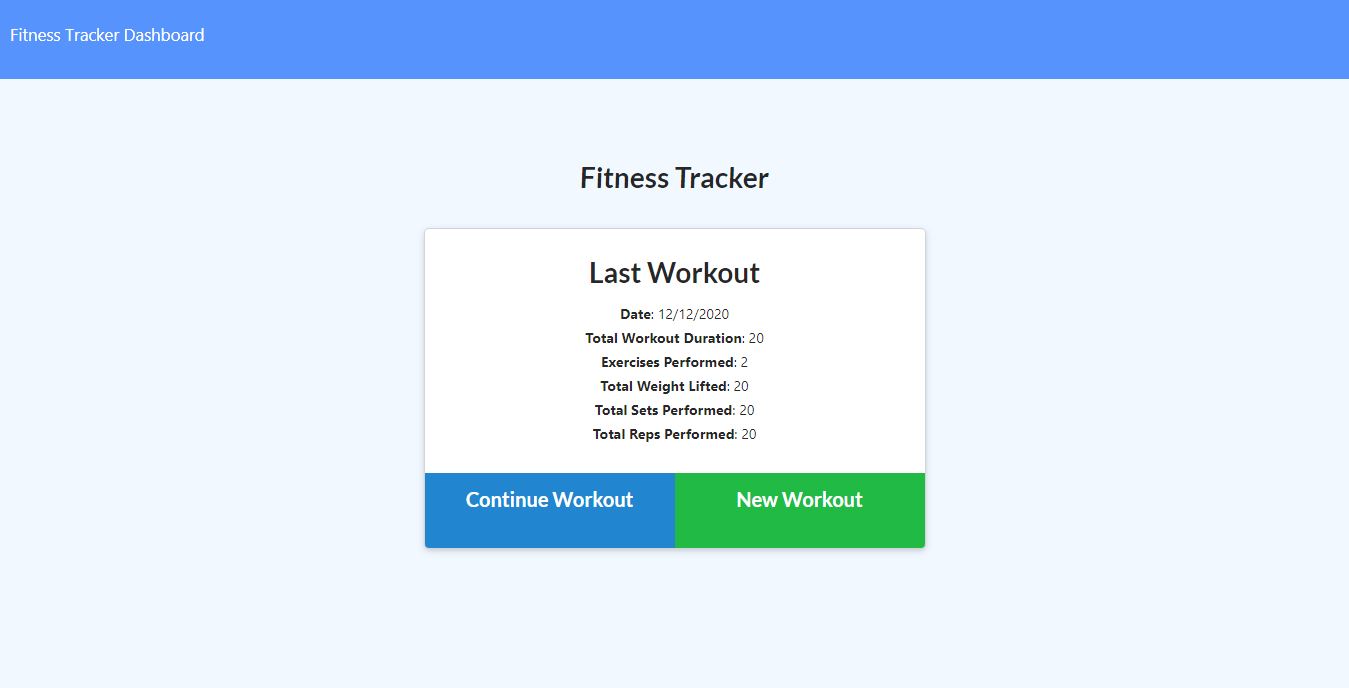 Fitness Tracker Dashboard
Fitness Tracker
Last Workout
Date: 12/12/2020
Total Workout Duration: 20
Exercises Performed: 2
Total Weight Lifted: 20
Total Sets Performed: 20
Total Reps Performed: 20
Continue Workout
New Workout